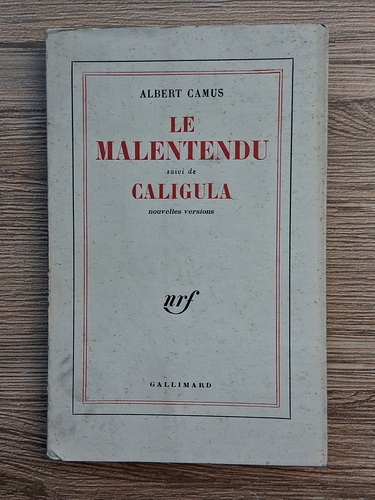 ALBERT CAMUS
LE
MALENTENDU
suivi de
CALIGULA
nouvelles versions
nrf
GALLIMARD